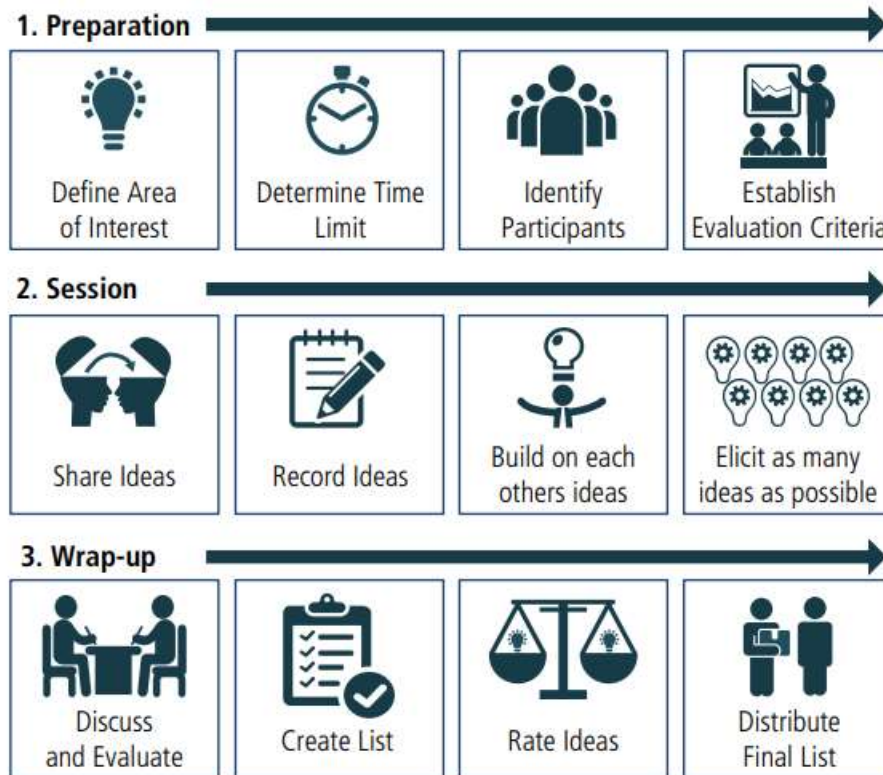 1. Preparation
Define Area
of Interest
Determine Time
Limit
Identify
Participants
Establish
Evaluation Criteria
2. Session
Share Ideas
Record Ideas
Build on each
others ideas
Elicit as many
ideas as possible
3. Wrap-up
Discuss
and Evaluate
Create List
Rate Ideas
Distribute
Final List